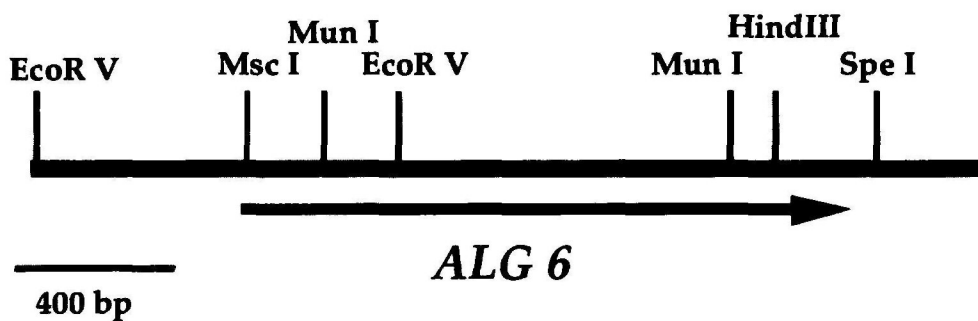 Mun I
HindIII
EcoR V
Msc I
EcoR V
Mun I
Spe I
ALG 6
400 bp